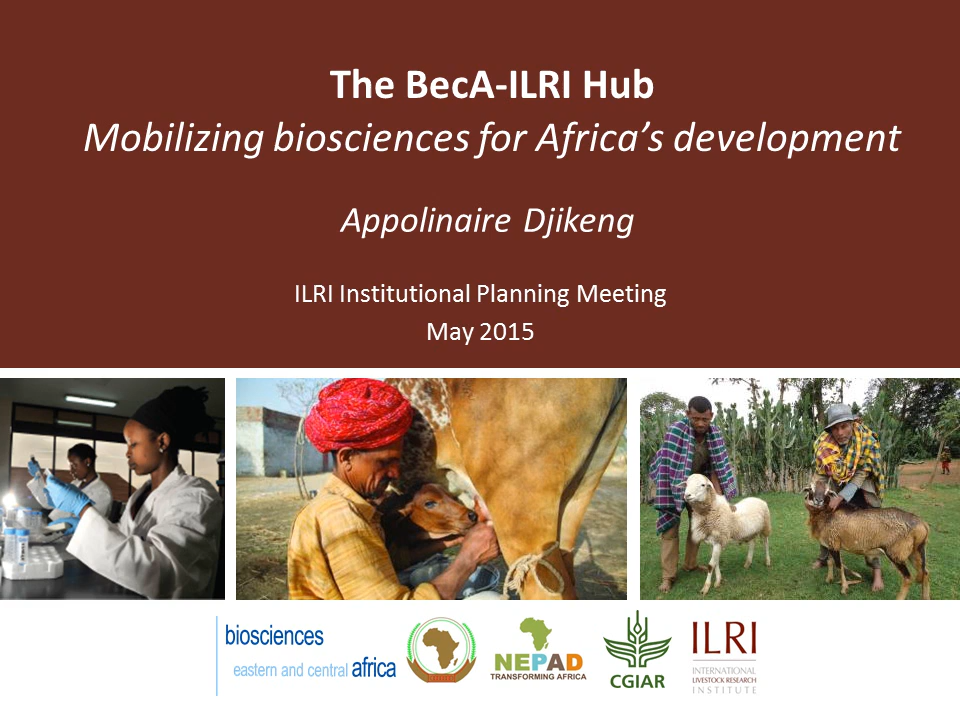 The BecA-ILRI Hub
Mobilizing biosciences for Africa’s development
Appolinaire Djikeng
ILRI Institutional Planning Meeting
May 2015
biosciences
eastern and central africa
NEPAD
TRANSFORMING AFRICA
CGIAR
ILRI
INTERNATIONAL
LIVESTOCK RESEARCH
INSTITUTE